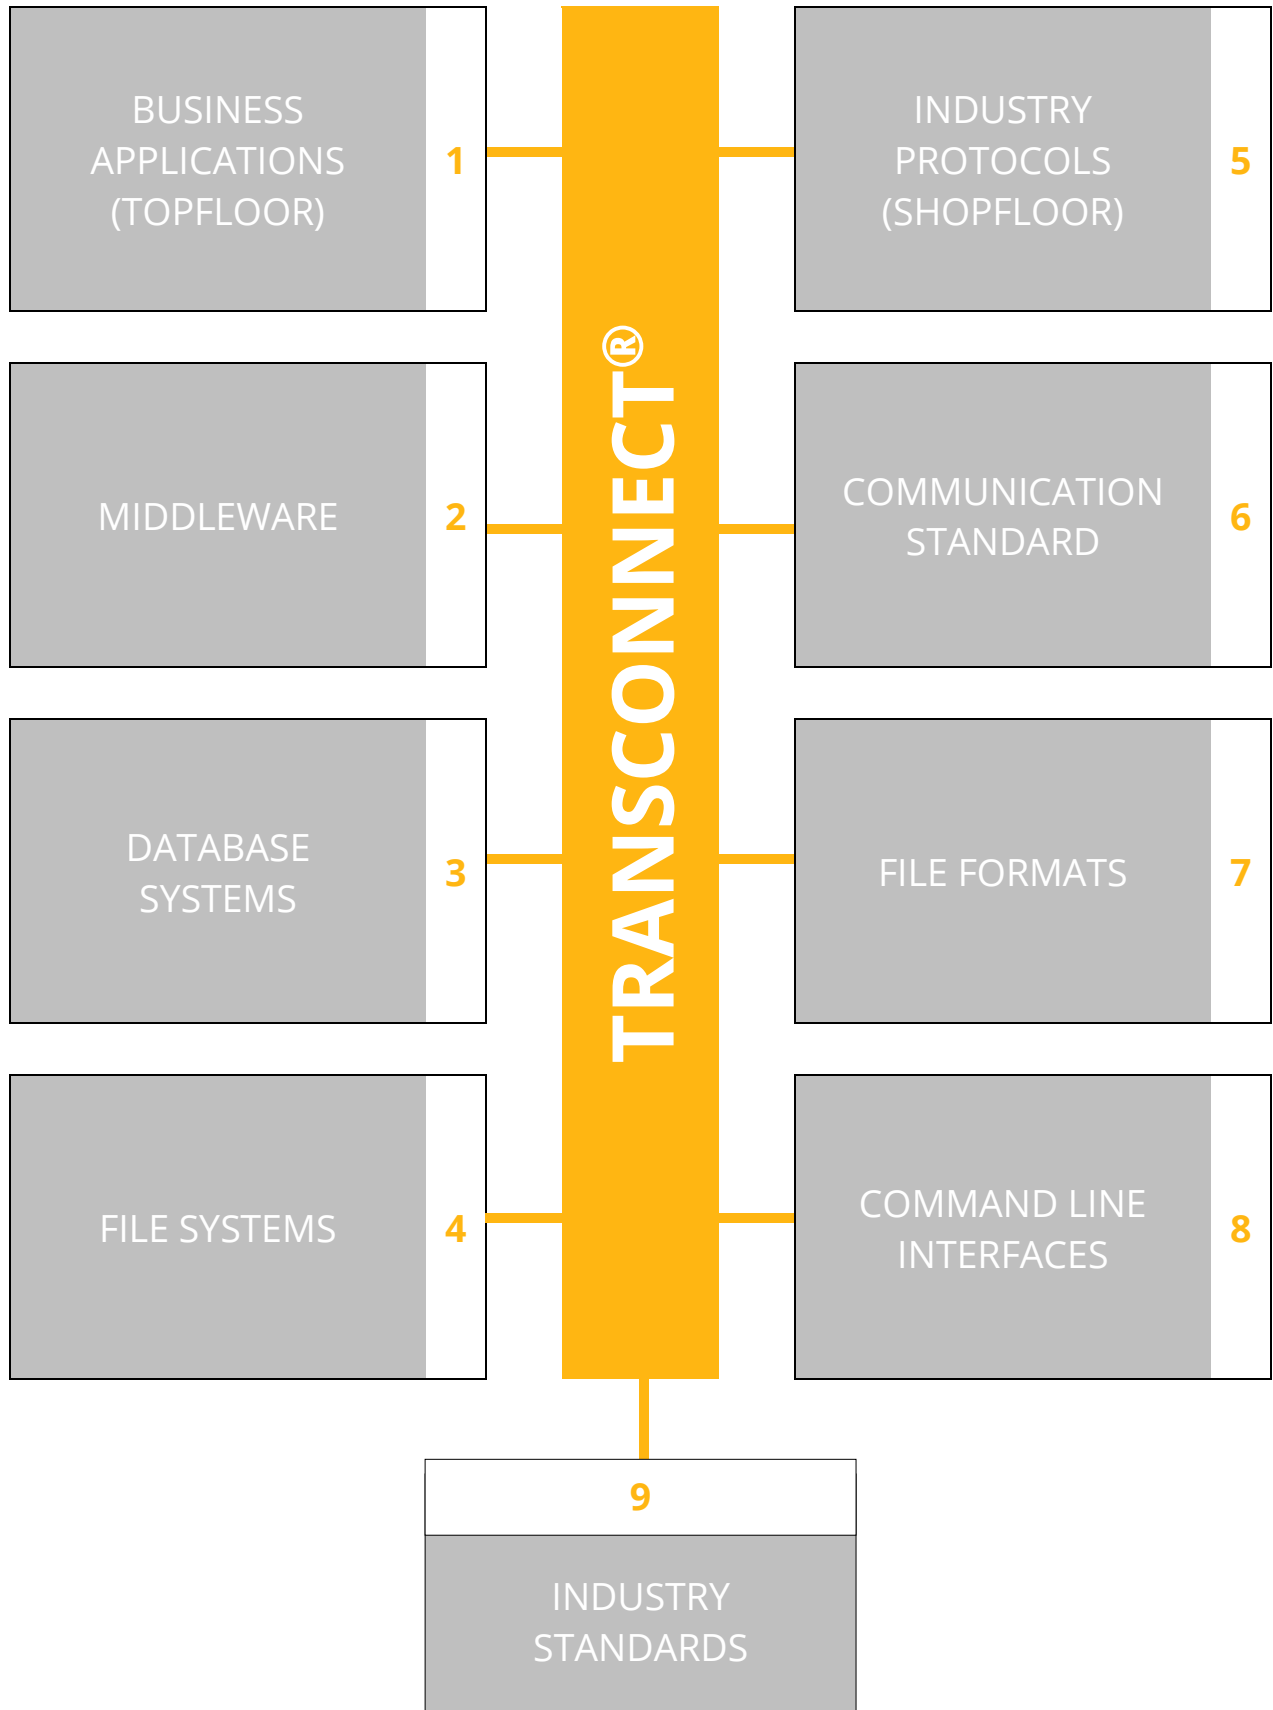 BUSINESS
APPLICATIONS
(TOPFLOOR)
1
MIDDLEWARE
2
DATABASE
SYSTEMS
3
FILE SYSTEMS
4
TRANSCONNECT®
INDUSTRY
PROTOCOLS
(SHOPFLOOR)
5
COMMUNICATION
STANDARD
6
FILE FORMATS
7
COMMAND LINE
INTERFACES
8
9
INDUSTRY
STANDARDS